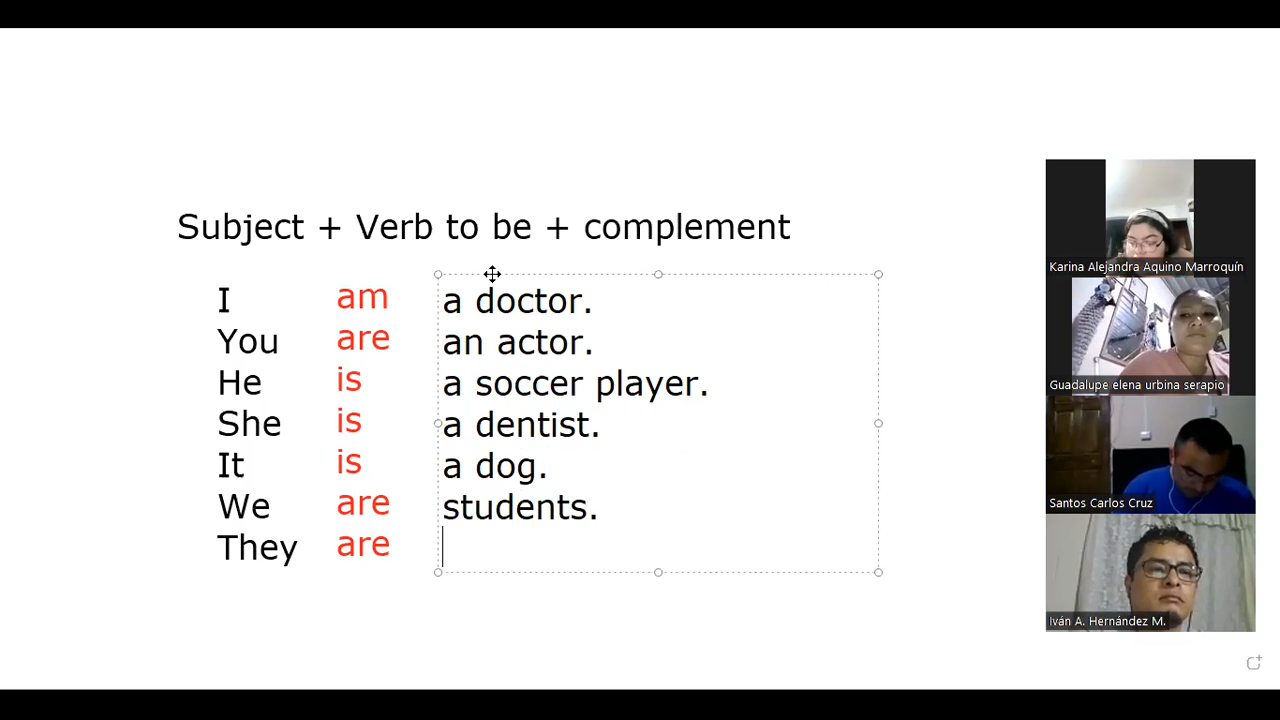 Subject + Verb to be + complement
I am a doctor.
You are an actor.
He is a soccer player.
She is a dentist.
It is a dog.
We are students.
They are
Karina Alejandra Aquino Marroquín
Guadalupe elena urbina serapio
Santos Carlos Cruz
Iván A. Hernández M.